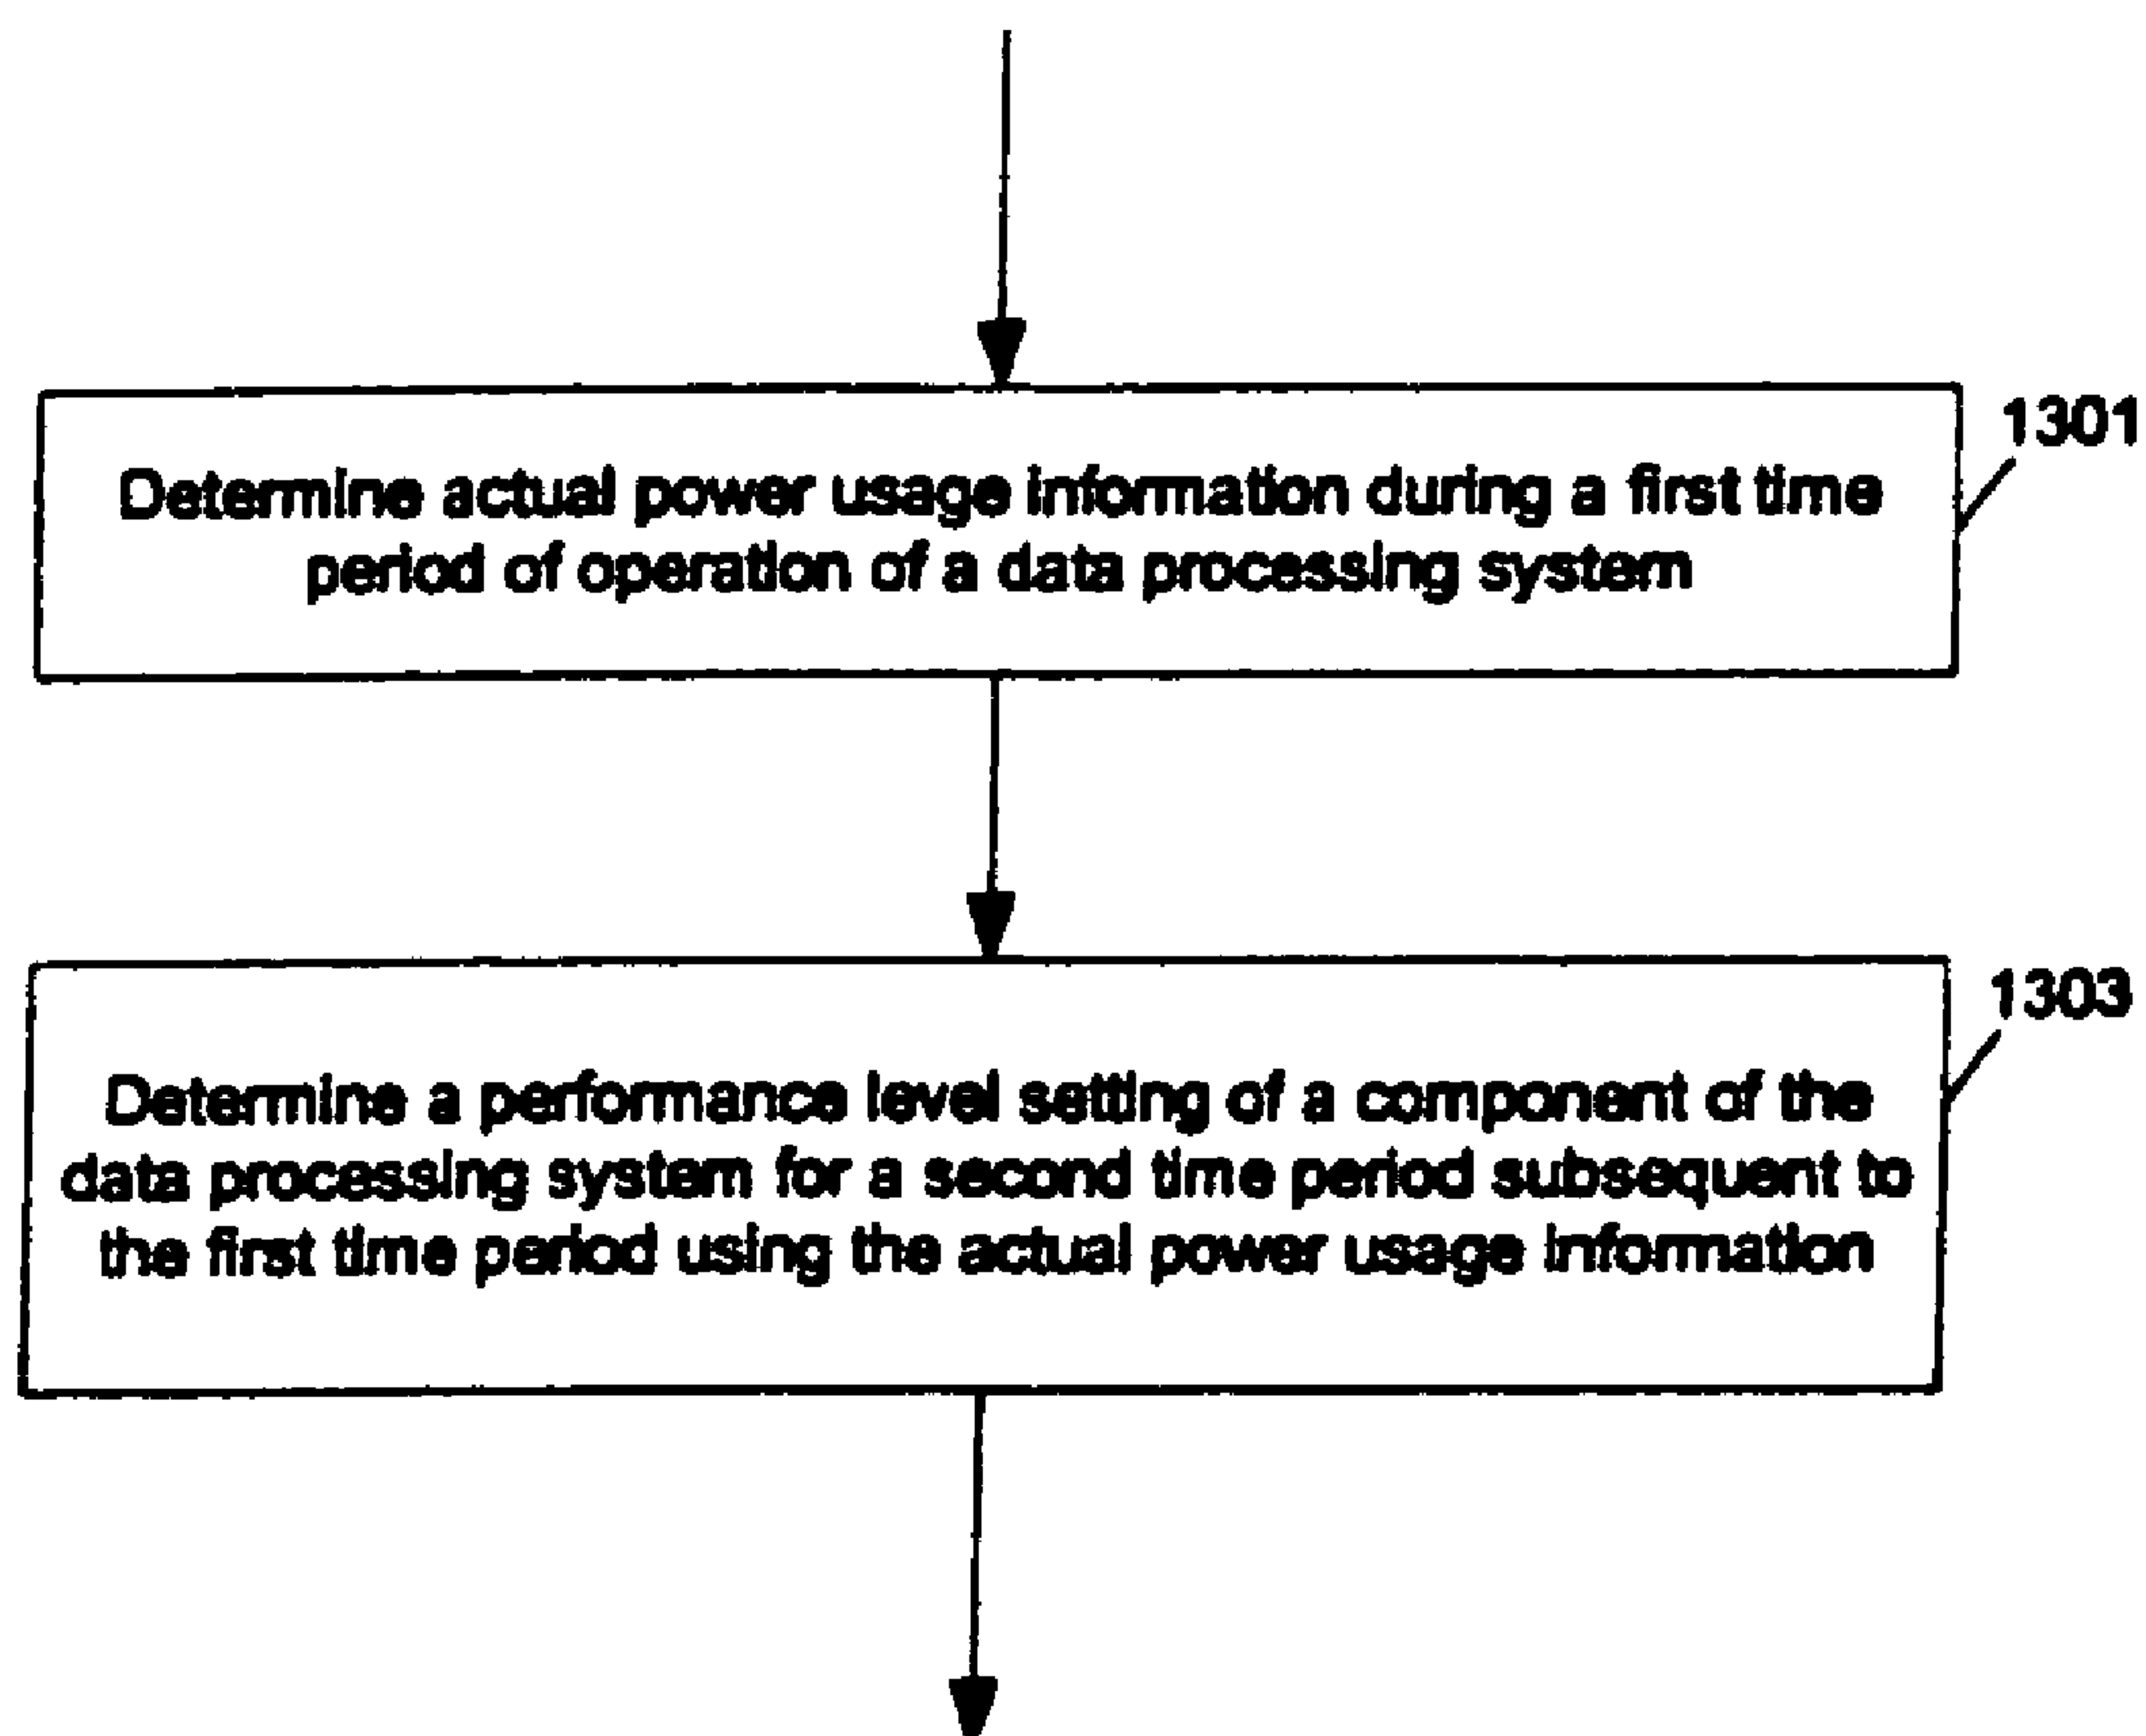 1301
Determine actual power usage information during a first time
period of operation of a data processing system
1303
Determine a performance level setting of a component of the
data processing system for a second time period subsequent to
the first time period using the actual power usage information